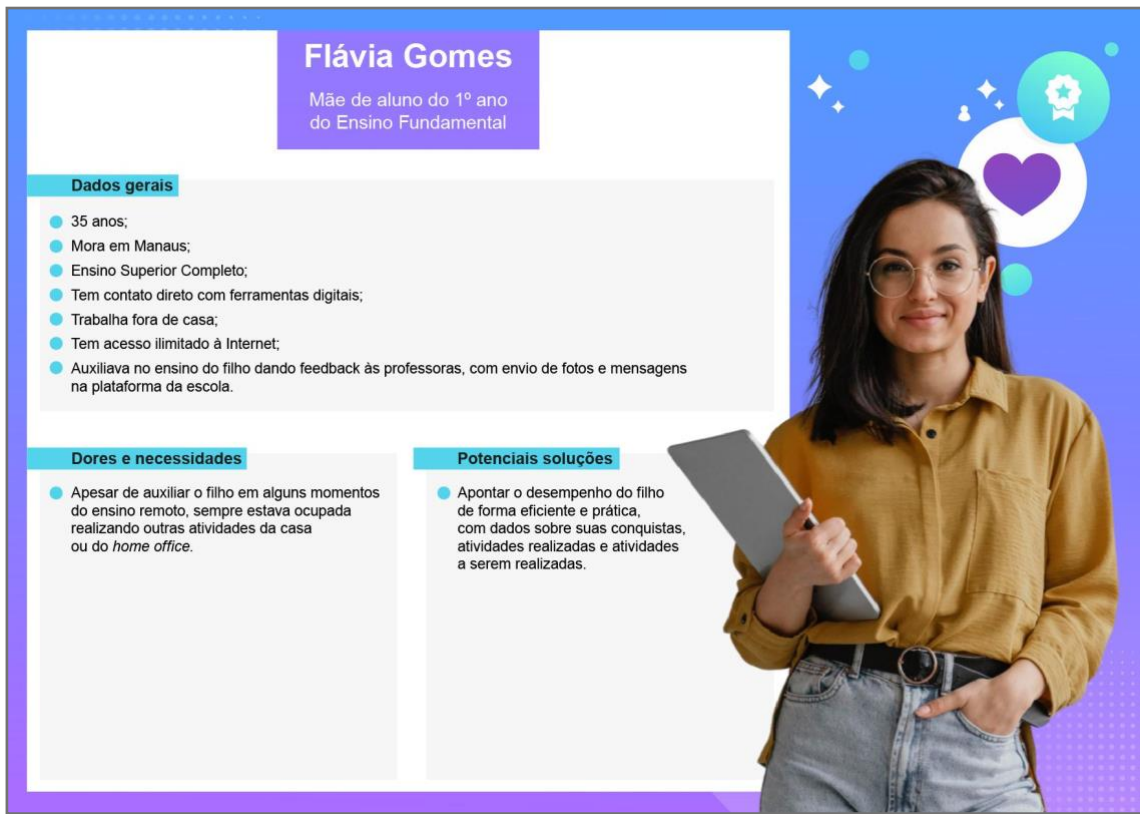 Flávia Gomes
Mãe de aluno do 1º ano
do Ensino Fundamental
Dados gerais
35 anos;
Mora em Manaus;
Ensino Superior Completo;
Tem contato direto com ferramentas digitais;
Trabalha fora de casa;
Tem acesso ilimitado à Internet;
Auxiliava no ensino do filho dando feedback às professoras, com envio de fotos e mensagens
na plataforma da escola.
Dores e necessidades
Apesar de auxiliar o filho em alguns momentos
do ensino remoto, sempre estava ocupada
realizando outras atividades da casa
ou do home office.
Potenciais soluções
Apontar o desempenho do filho
de forma eficiente e prática,
com dados sobre suas conquistas,
atividades realizadas e atividades
a serem realizadas.